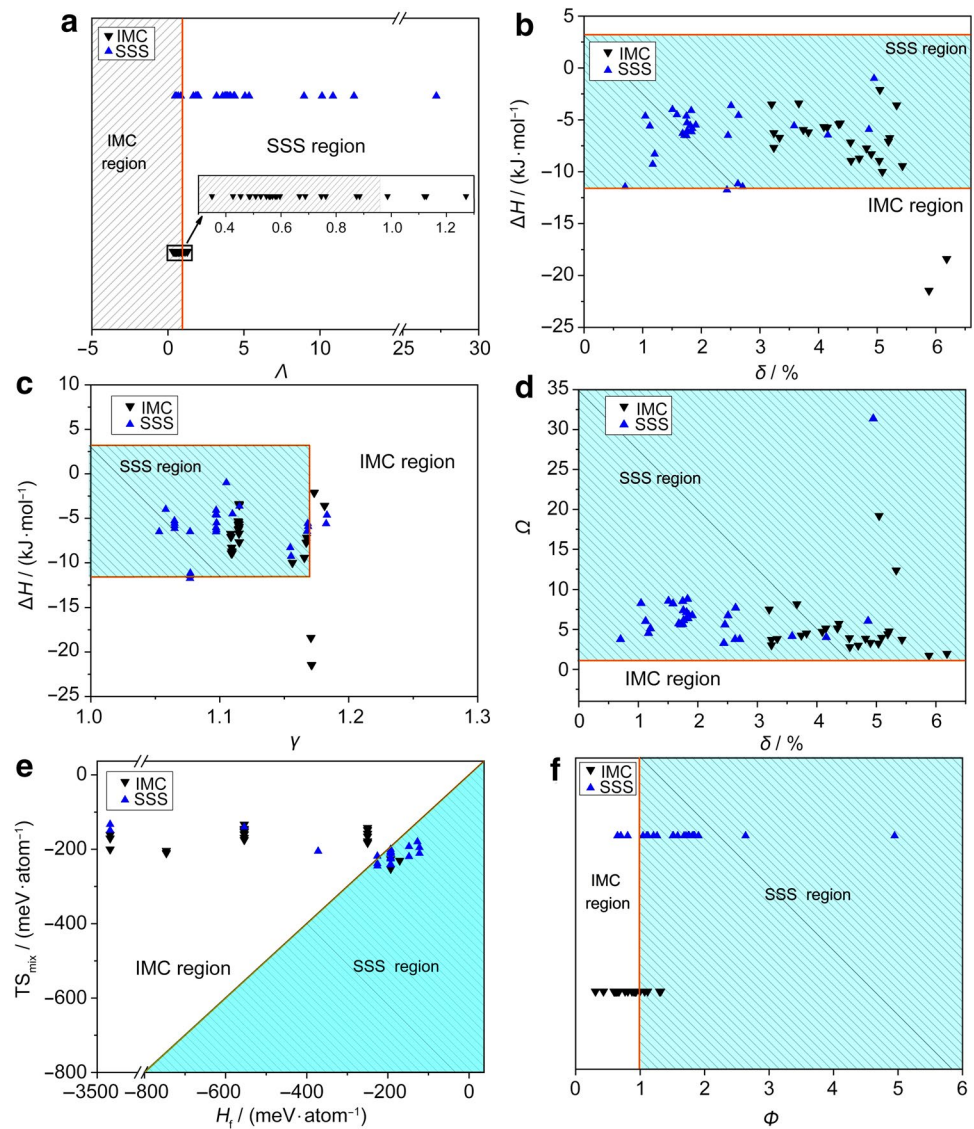 a
IMC
SSS
IMC
region
SSS region
0.4
0.6
0.8
1.0
1.2
−5
0
5
10
25
30
Λ
b
IMC
SSS
SSS region
IMC region
5
0
−5
−10
−15
−20
−25
ΔH / (kJ·mol⁻¹)
0
1
2
3
4
5
6
δ / %
c
IMC
SSS
SSS region
IMC region
10
5
0
−5
−10
−15
−20
−25
ΔH / (kJ·mol⁻¹)
1.0
1.1
1.2
1.3
γ
d
IMC
SSS
SSS region
IMC region
35
30
25
20
15
10
5
0
Ω
0
1
2
3
4
5
6
δ / %
e
IMC
SSS
IMC region
SSS region
0
−200
−400
−600
−800
TSmix / (meV·atom⁻¹)
−3500
−800
−600
−400
−200
0
Hf / (meV·atom⁻¹)
f
IMC
SSS
IMC
region
SSS region
0
1
2
3
4
5
6
Φ